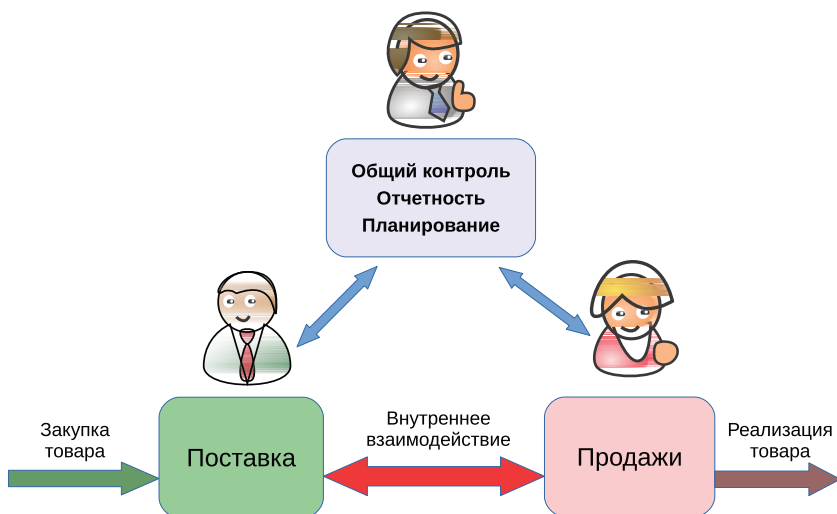 Общий контроль
Отчетность
Планирование
Закупка
товара
Поставка
Внутреннее
взаимодействие
Продажи
Реализация
товара